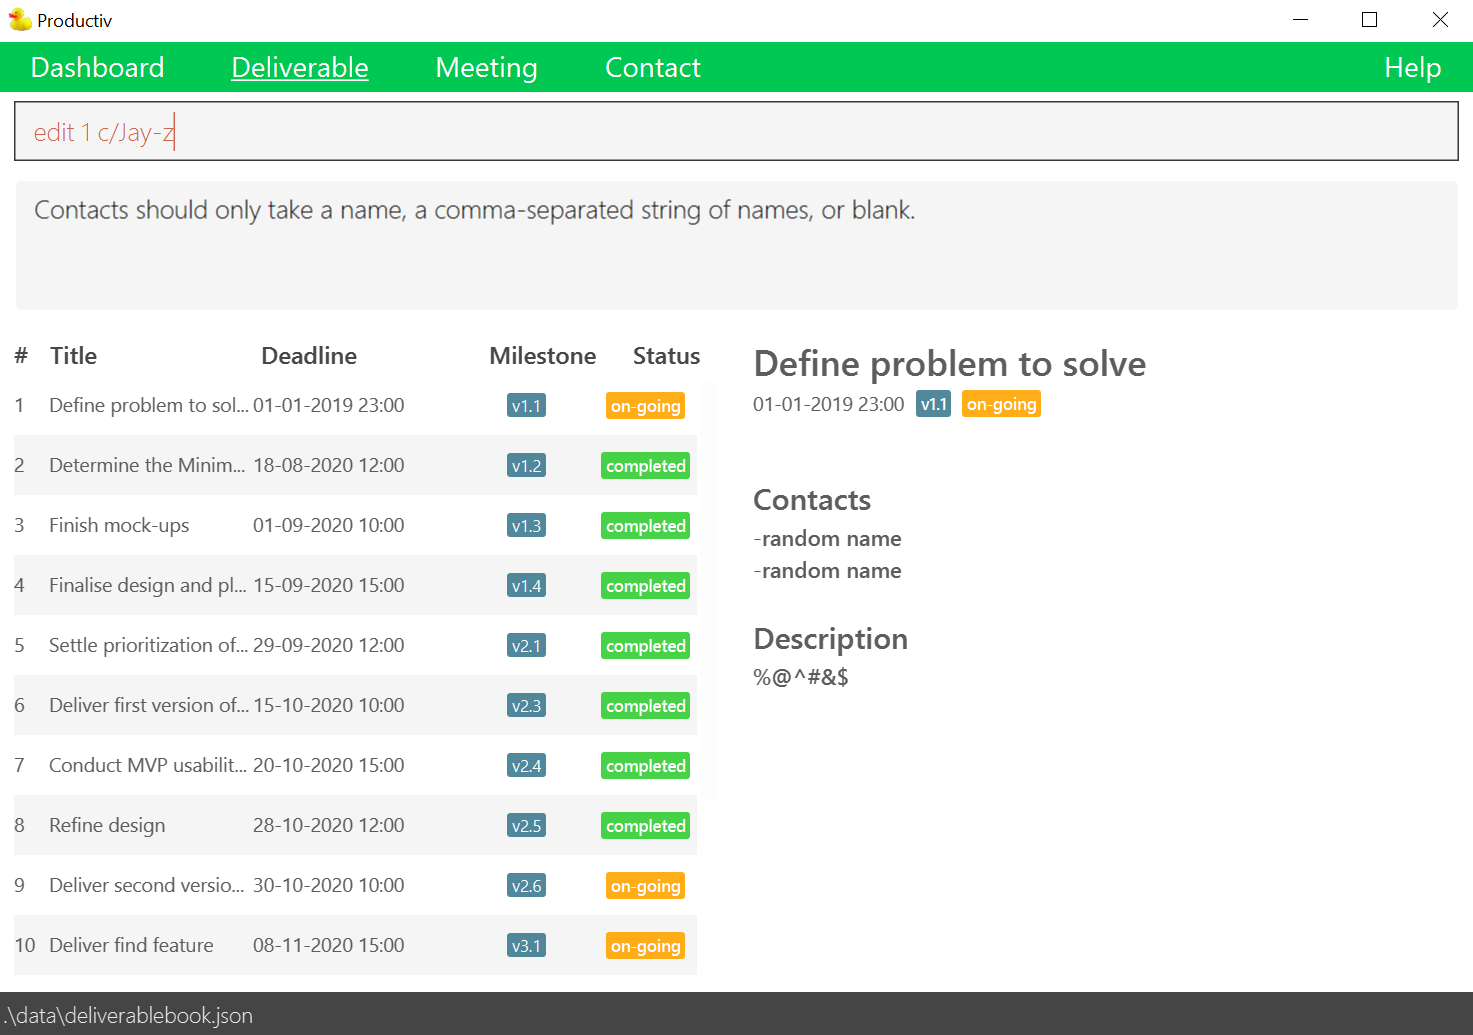 Productiv
Dashboard Deliverable Meeting Contact Help
edit 1 c/Jay-z
Contacts should only take a name, a comma-separated string of names, or blank.
# Title Deadline Milestone Status
1 Define problem to sol... 01-01-2019 23:00 v1.1 on-going
2 Determine the Minim... 18-08-2020 12:00 v1.2 completed
3 Finish mock-ups 01-09-2020 10:00 v1.3 completed
4 Finalise design and pl... 15-09-2020 15:00 v1.4 completed
5 Settle prioritization of... 29-09-2020 12:00 v2.1 completed
6 Deliver first version of... 15-10-2020 10:00 v2.3 completed
7 Conduct MVP usabilit... 20-10-2020 15:00 v2.4 completed
8 Refine design 28-10-2020 12:00 v2.5 completed
9 Deliver second versio... 30-10-2020 10:00 v2.6 on-going
10 Deliver find feature 08-11-2020 15:00 v3.1 on-going
Define problem to solve
01-01-2019 23:00 v1.1 on-going
Contacts
-random name
-random name
Description
%@^#&$
.\data\deliverablebook.json